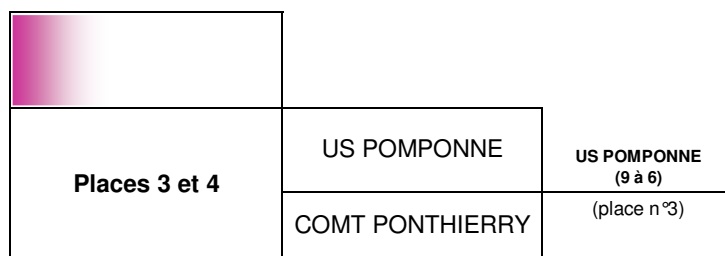 Places 3 et 4
US POMPONNE
COMT PONTHIERRY
US POMPONNE
(9 à 6)
(place n°3)